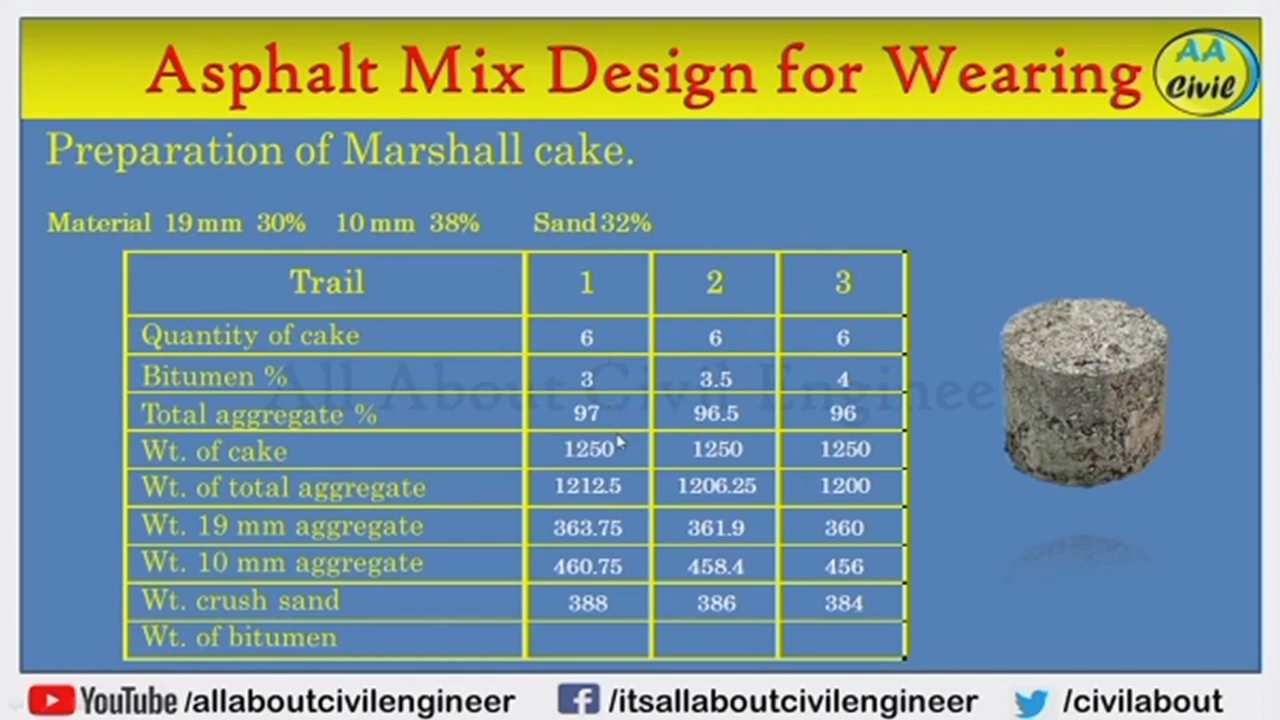 Asphalt Mix Design for Wearing
AA
Civil
Preparation of Marshall cake.
Material 19 mm 30% 10 mm 38% Sand 32%
Trail 1 2 3
Quantity of cake 6 6 6
Bitumen % 3 3.5 4
Total aggregate % 97 96.5 96
Wt. of cake 1250 1250 1250
Wt. of total aggregate 1212.5 1206.25 1200
Wt. 19 mm aggregate 363.75 361.9 360
Wt. 10 mm aggregate 460.75 458.4 456
Wt. crush sand 388 386 384
Wt. of bitumen
All About Civil Engineer
YouTube /allaboutcivilengineer f /itsallaboutcivilengineer /civilabout